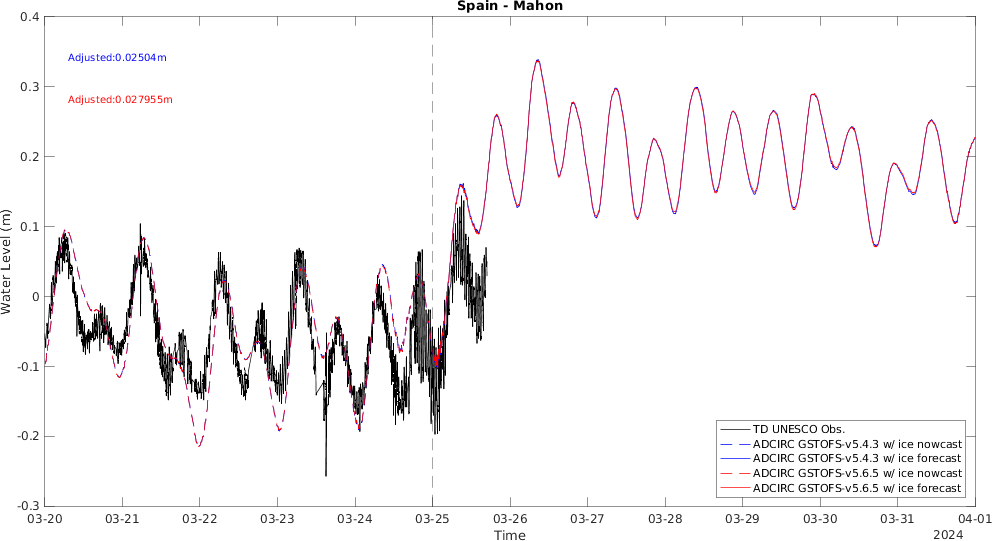 Spain - Mahon
0.4
0.3
0.2
0.1
0
-0.1
-0.2
-0.3
Water Level (m)
Adjusted:0.02504m
Adjusted:0.027955m
TD UNESCO Obs.
ADCIRC GSTOFS-v5.4.3 w/ ice nowcast
ADCIRC GSTOFS-v5.4.3 w/ ice forecast
ADCIRC GSTOFS-v5.6.5 w/ ice nowcast
ADCIRC GSTOFS-v5.6.5 w/ ice forecast
03-20 03-21 03-22 03-23 03-24 03-25 03-26 03-27 03-28 03-29 03-30 03-31 04-01
Time
2024